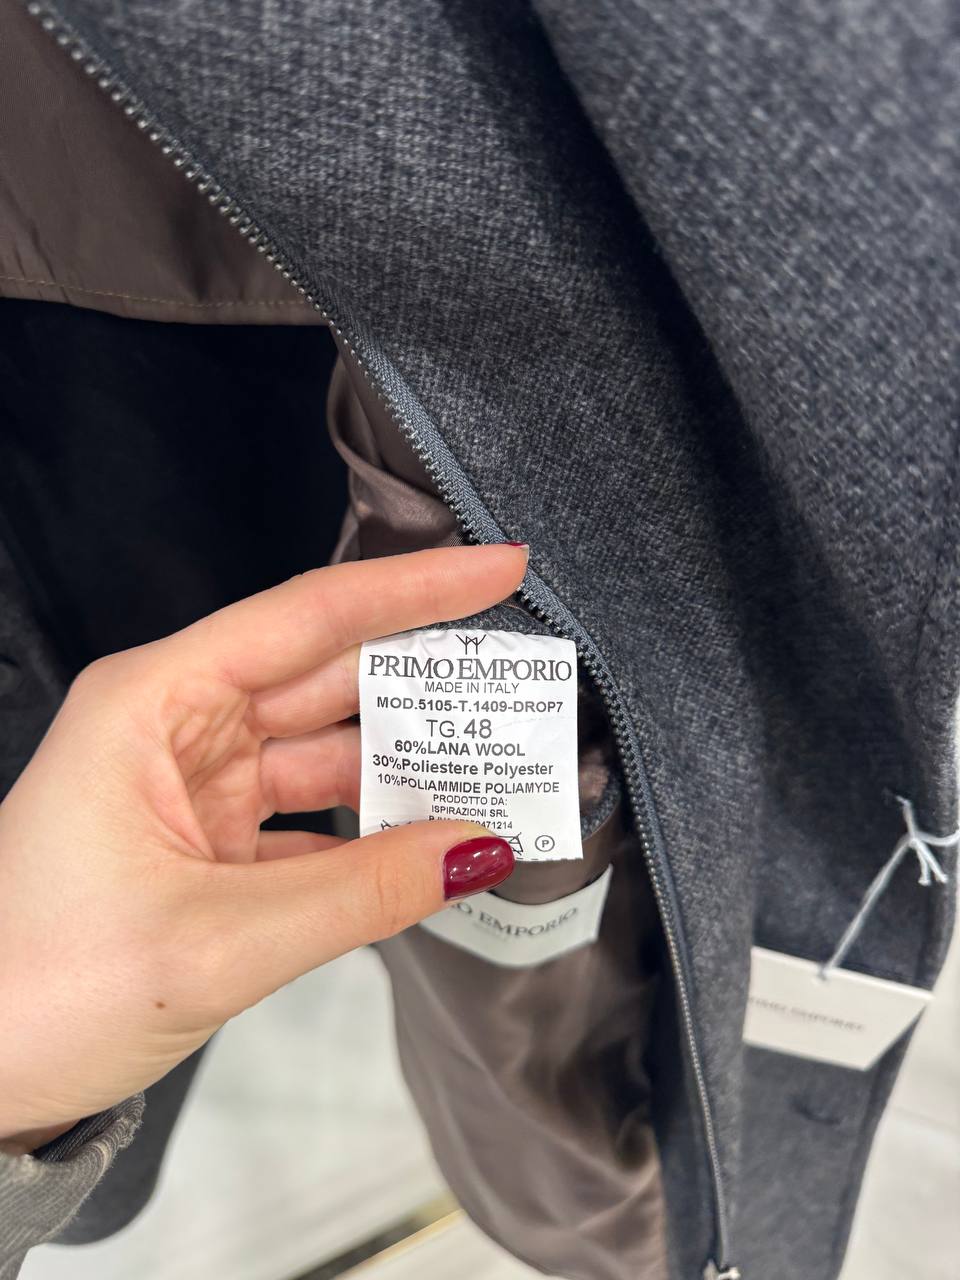 PRIMO EMPORIO
MADE IN ITALY
MOD.5105-T.1409-DROP7
TG. 48
60%LANA WOOL
30%Poliestere Polyester
10%POLIAMMIDE POLIAMYDE
PRODOTTO DA:
ISPIRAZIONI SRL
P
EMPORIO